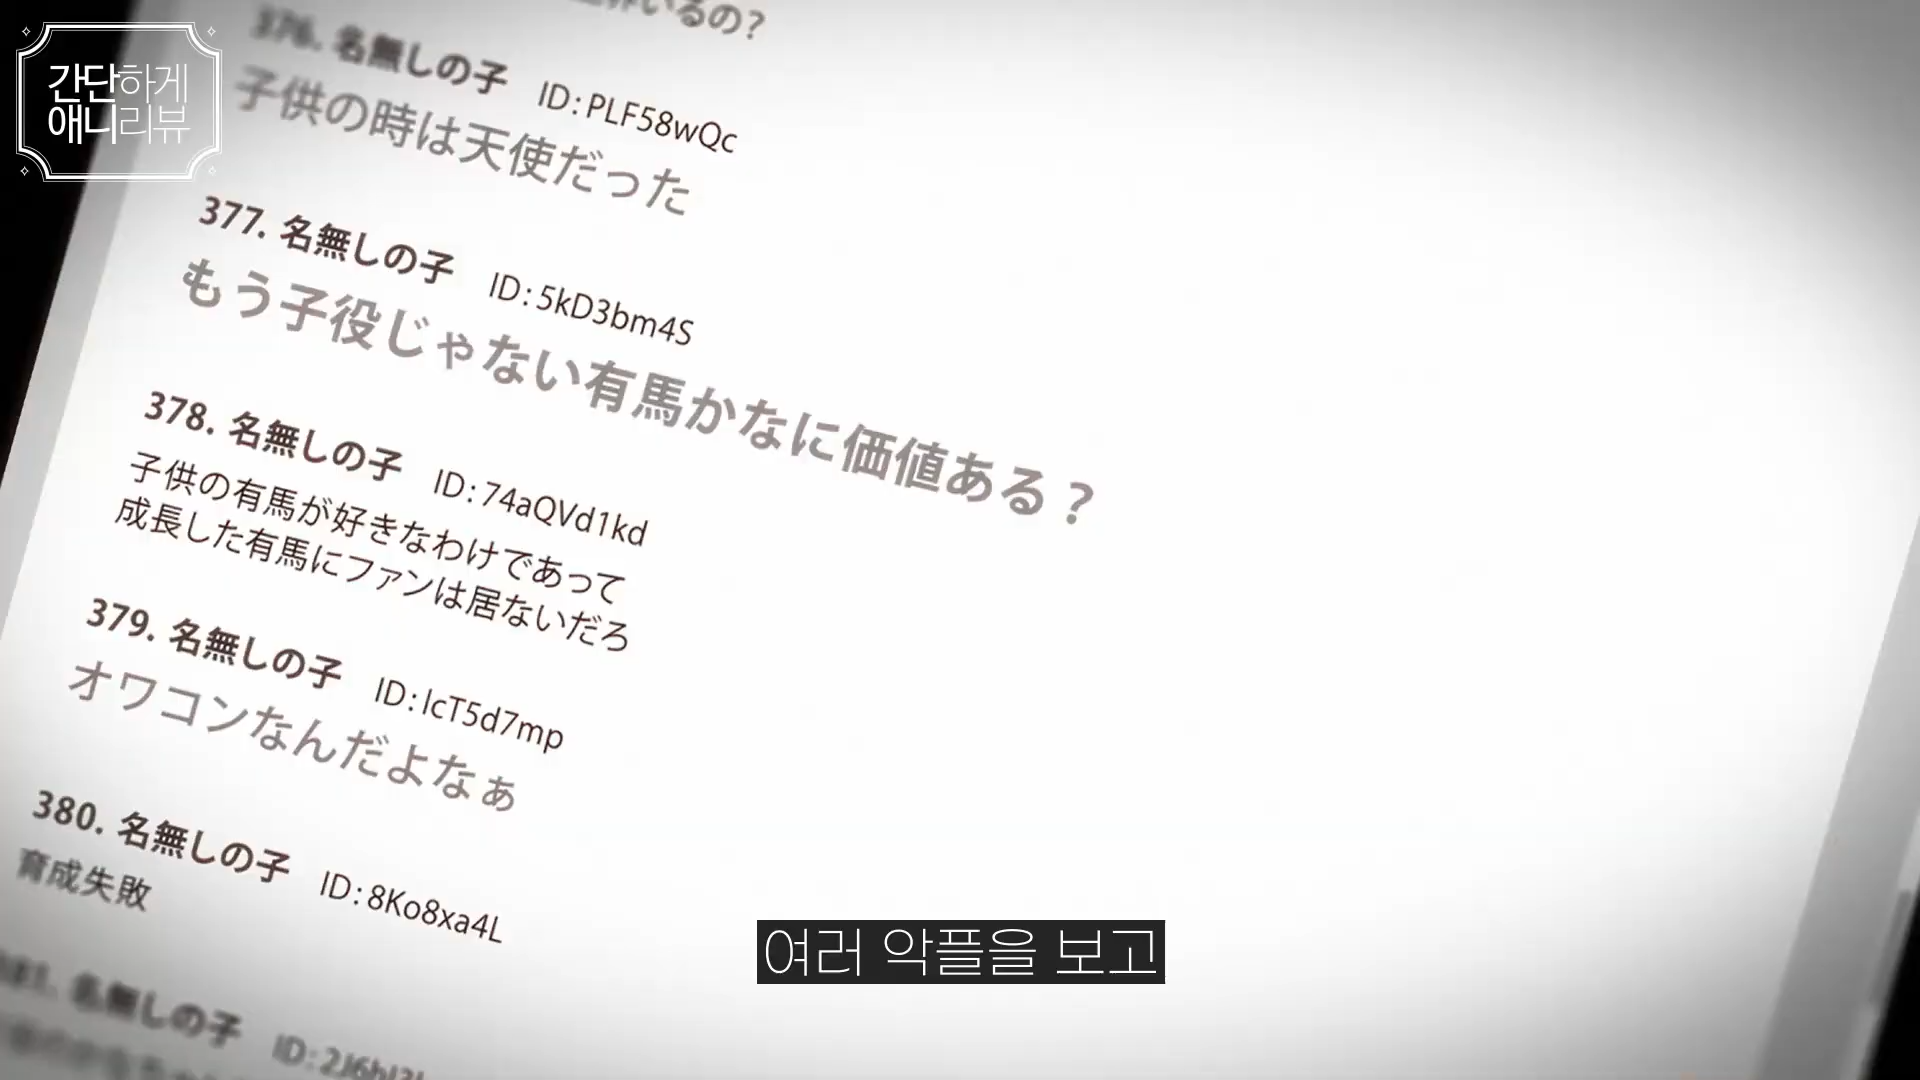 간단하게
애니리뷰
いるの？
376. 名無しの子 ID:PLF58wQc
子供の時は天使だった
377. 名無しの子 ID:5kD3bm4S
もう子役じゃない有馬かなに価値ある？
378. 名無しの子 ID:74aQVd1kd
子供の有馬が好きなわけであって
成長した有馬にファンは居ないだろ
379. 名無しの子 ID:lcT5d7mp
オワコンなんだよなぁ
380. 名無しの子 ID:8Ko8xa4L
育成失敗
381. 名無しの子
여러 악플을 보고